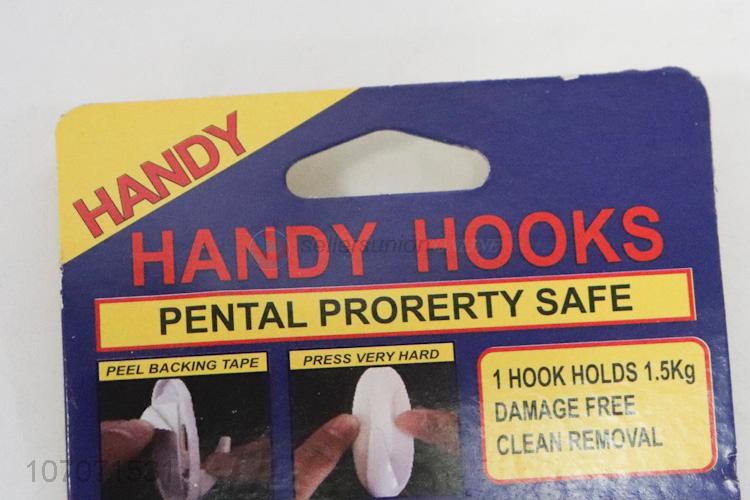 HANDY
HANDY HOOKS
PENTAL PRORERTY SAFE
PEEL BACKING TAPE
PRESS VERY HARD
1 HOOK HOLDS 1.5Kg
DAMAGE FREE
CLEAN REMOVAL
sellersunion